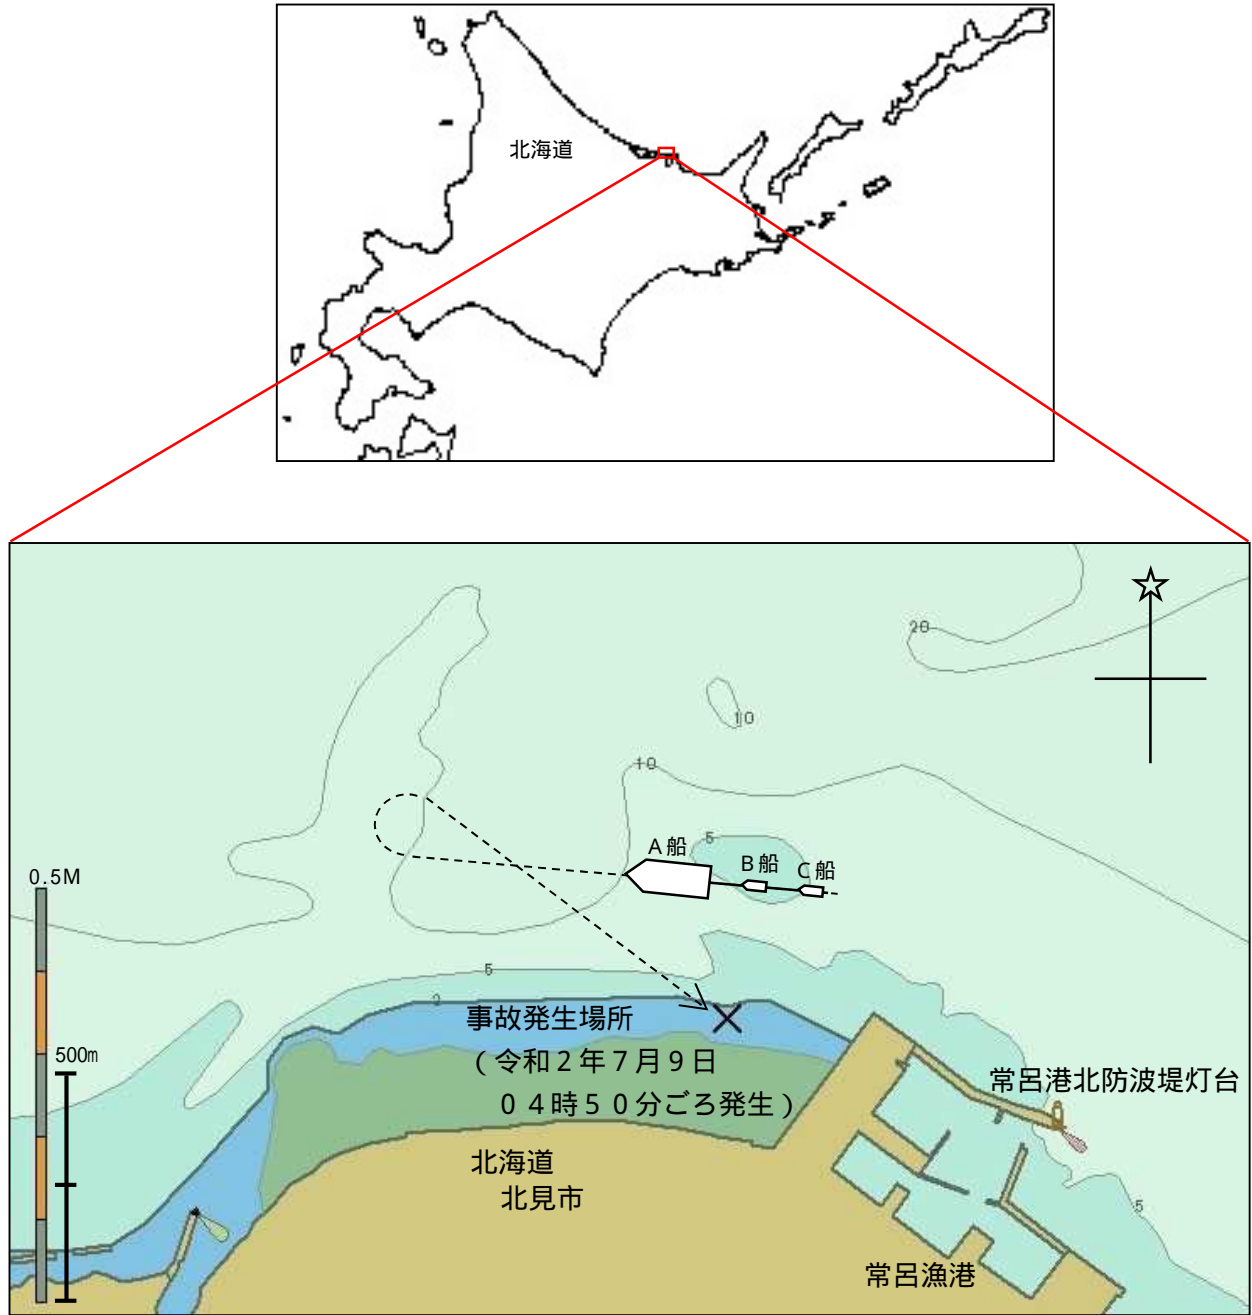 北海道
20
10
10
5
A船
B船
C船
0.5M
5
2
事故発生場所
(令和2年7月9日
04時50分ごろ発生)
500m
常呂港北防波堤灯台
北海道
北見市
5
常呂漁港